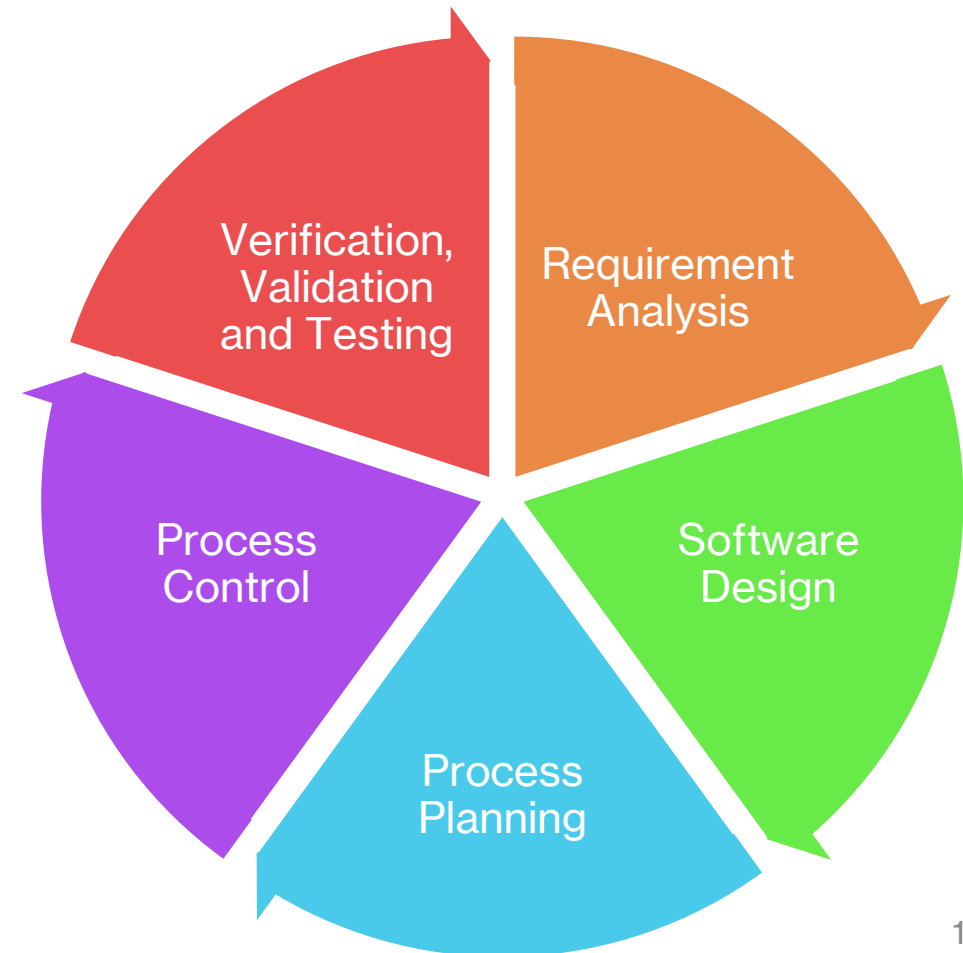 Verification,
Validation
and Testing
Requirement
Analysis
Software
Design
Process
Planning
Process
Control
1